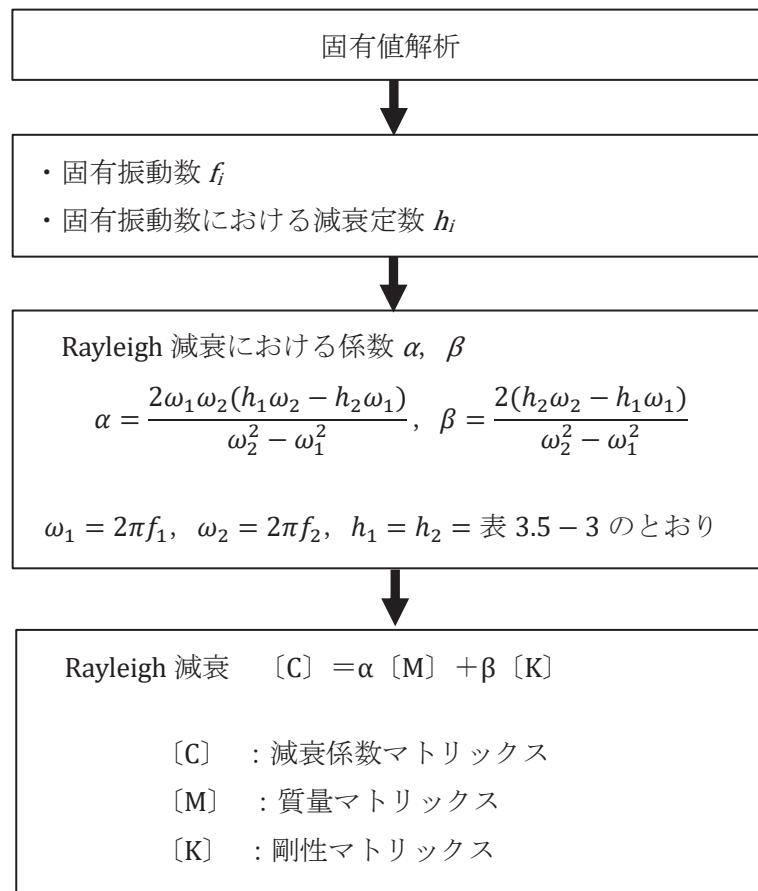 固有値解析
・固有振動数 fᵢ
・固有振動数における減衰定数 hᵢ
Rayleigh 減衰における係数 α, β
α = 2ω₁ω₂(h₁ω₂ − h₂ω₁) / (ω₂² − ω₁²), β = 2(h₂ω₂ − h₁ω₁) / (ω₂² − ω₁²)
ω₁ = 2πf₁, ω₂ = 2πf₂, h₁ = h₂ = 表 3.5 − 3 のとおり
Rayleigh 減衰 〔C〕＝α〔M〕＋β〔K〕
〔C〕 ：減衰係数マトリックス
〔M〕 ：質量マトリックス
〔K〕 ：剛性マトリックス